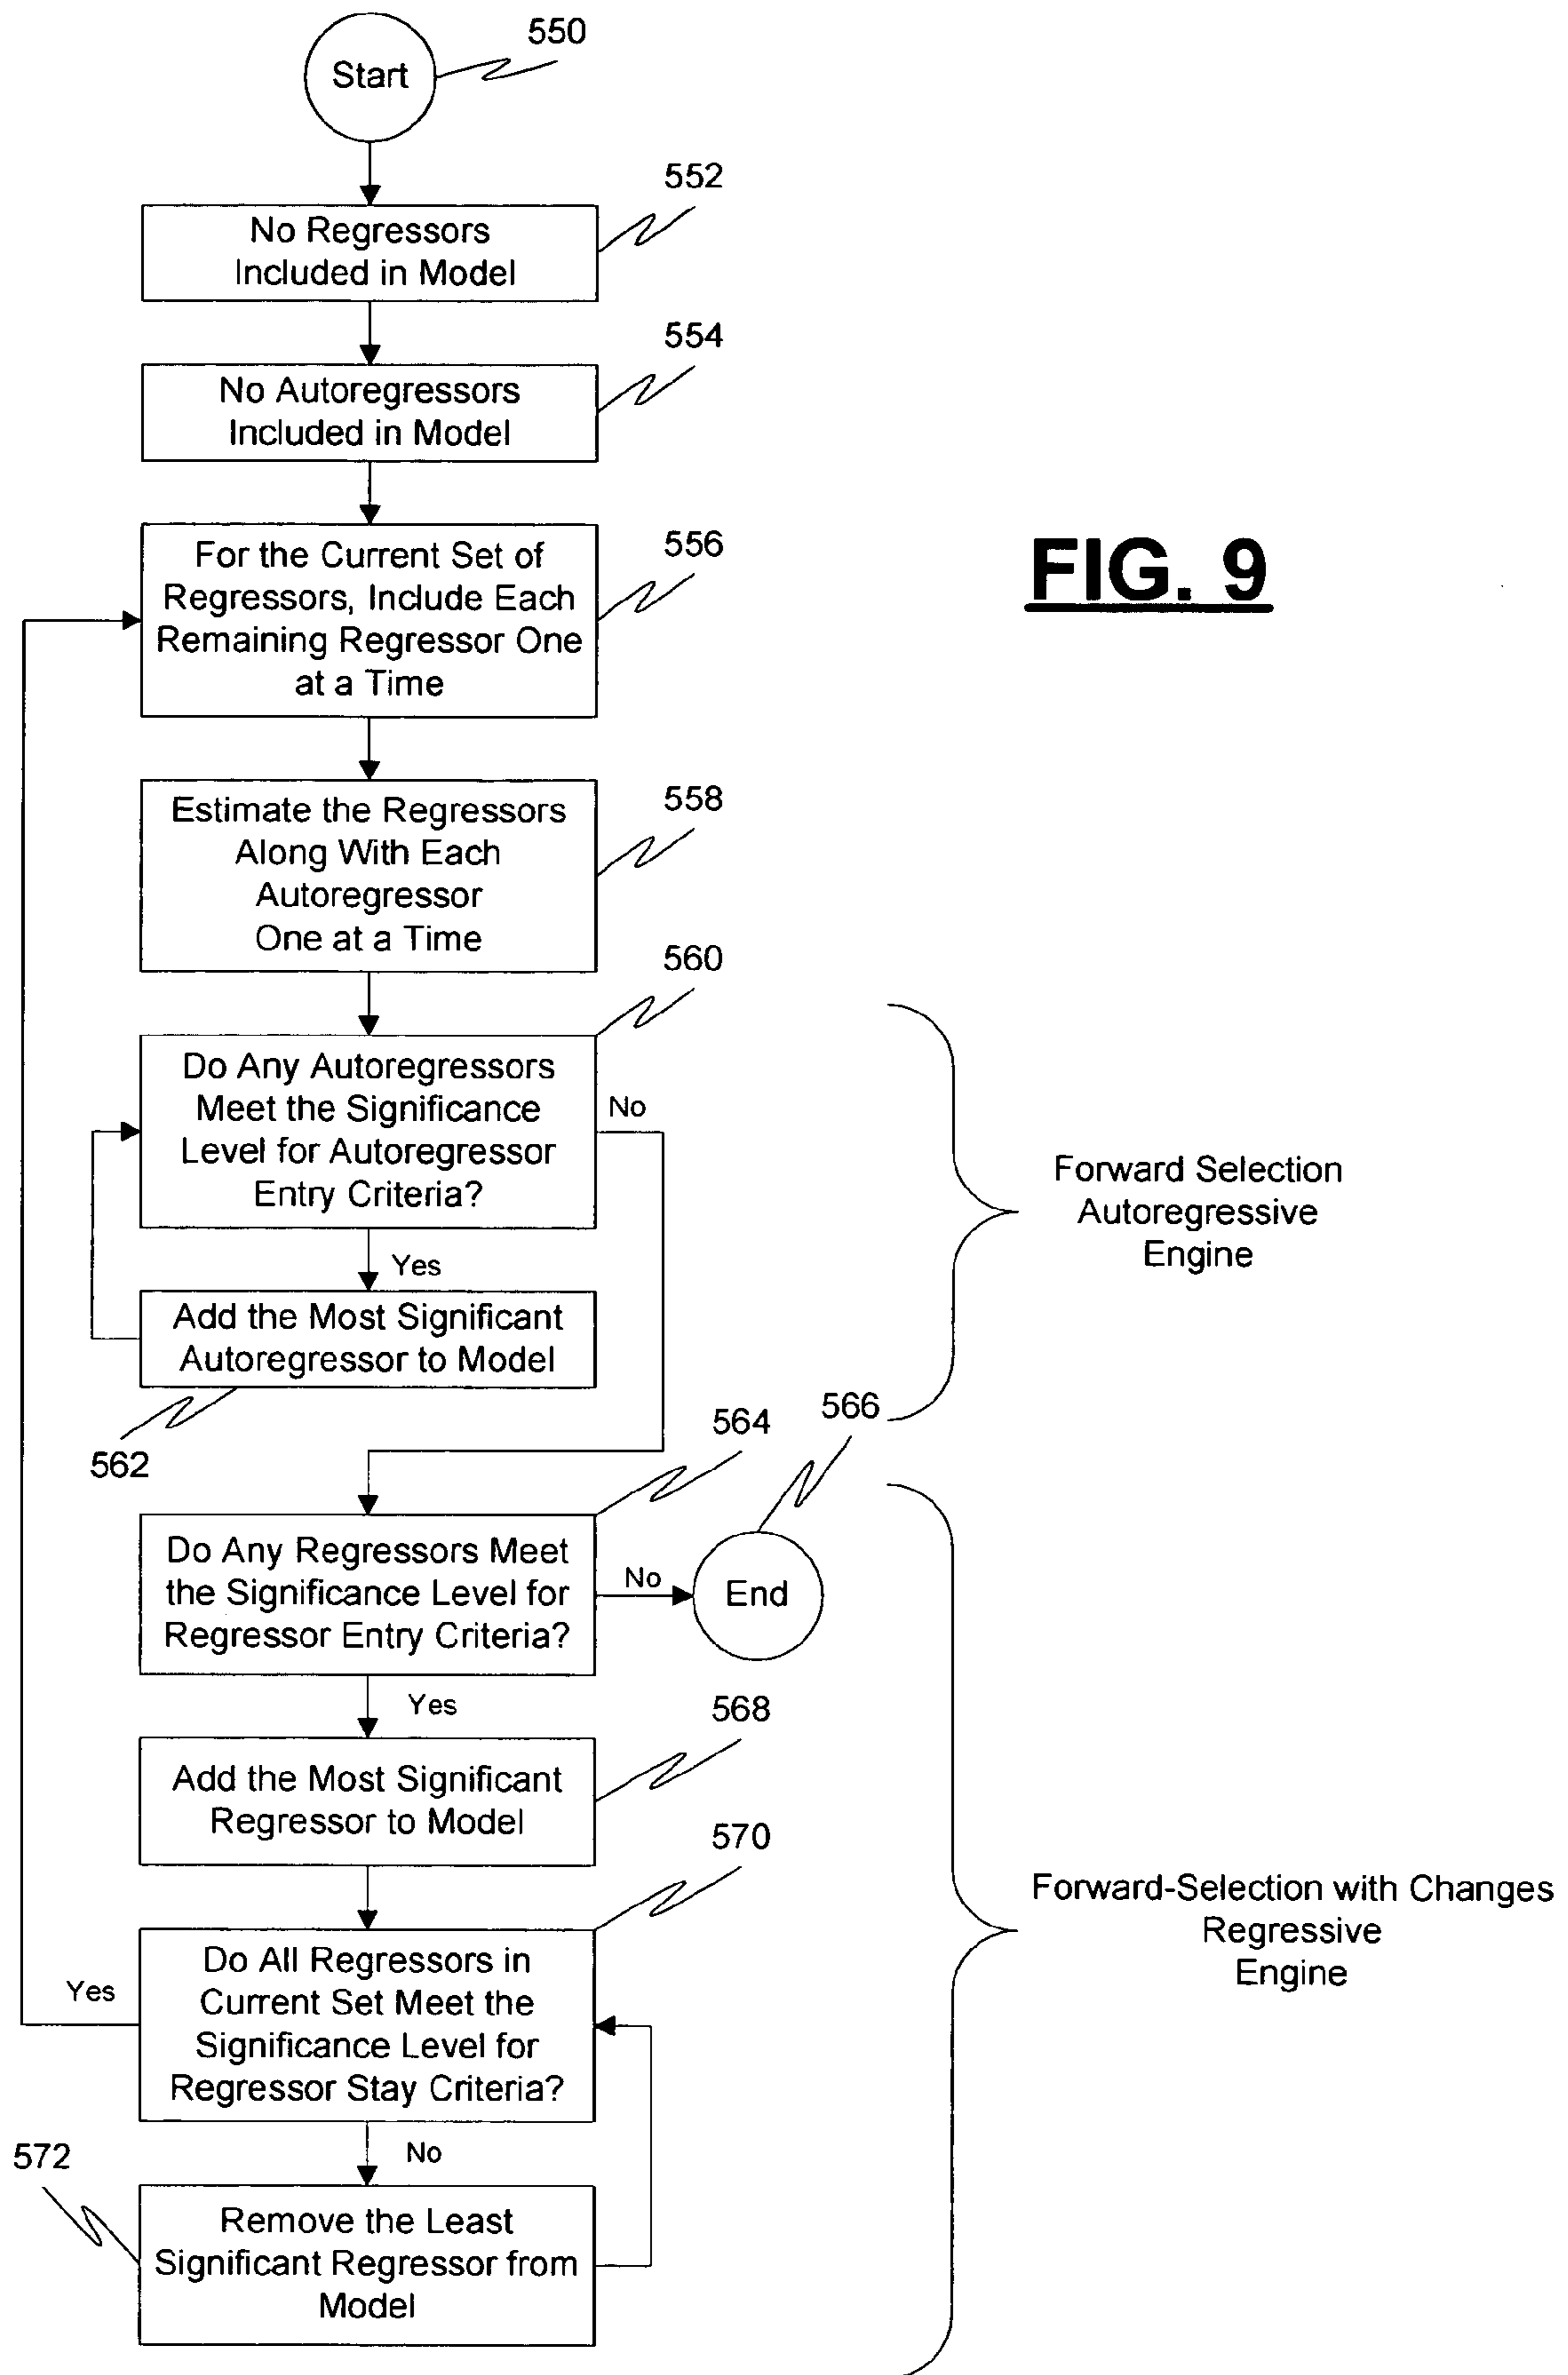 550
Start
552
No Regressors
Included in Model
554
No Autoregressors
Included in Model
556
For the Current Set of
Regressors, Include Each
Remaining Regressor One
at a Time
FIG. 9
558
Estimate the Regressors
Along With Each
Autoregressor
One at a Time
560
Do Any Autoregressors
Meet the Significance
Level for Autoregressor
Entry Criteria?
No
Yes
Forward Selection
Autoregressive
Engine
Add the Most Significant
Autoregressor to Model
562
564
566
Do Any Regressors Meet
the Significance Level for
Regressor Entry Criteria?
No
End
Yes
568
Add the Most Significant
Regressor to Model
570
Do All Regressors in
Current Set Meet the
Significance Level for
Regressor Stay Criteria?
Yes
No
Forward-Selection with Changes
Regressive
Engine
572
Remove the Least
Significant Regressor from
Model